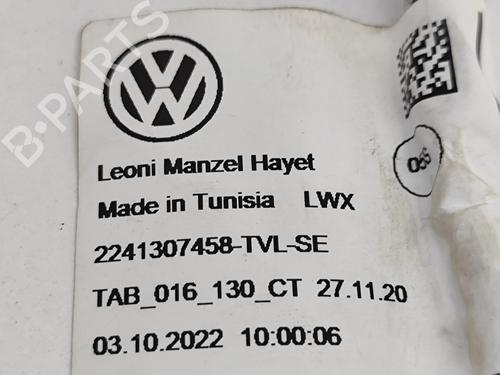 Leoni Manzel Hayet
Made in Tunisia LWX
2241307458-TVL-SE
TAB_016_130_CT 27.11.20
03.10.2022 10:00:06
B-PARTS